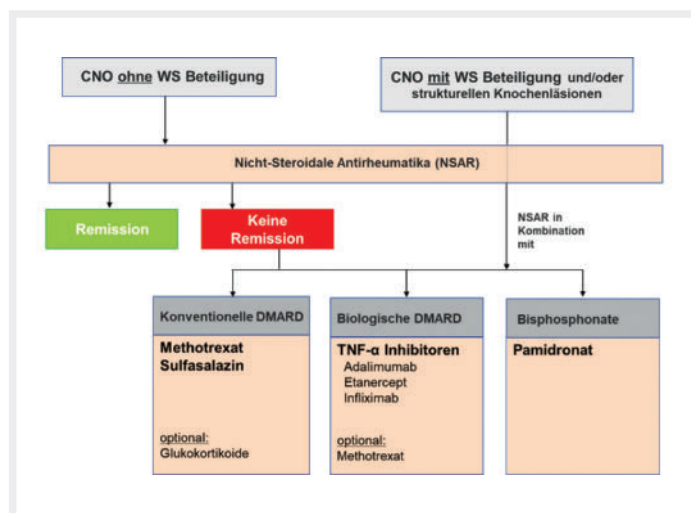 CNO ohne WS Beteiligung
CNO mit WS Beteiligung und/oder
strukturellen Knochenläsionen
Nicht-Steroidale Antirheumatika (NSAR)
Remission
Keine
Remission
NSAR in
Kombination
mit
Konventionelle DMARD
Methotrexat
Sulfasalazin
optional:
Glukokortikoide
Biologische DMARD
TNF-α Inhibitoren
Adalimumab
Etanercept
Infliximab
optional:
Methotrexat
Bisphosphonate
Pamidronat